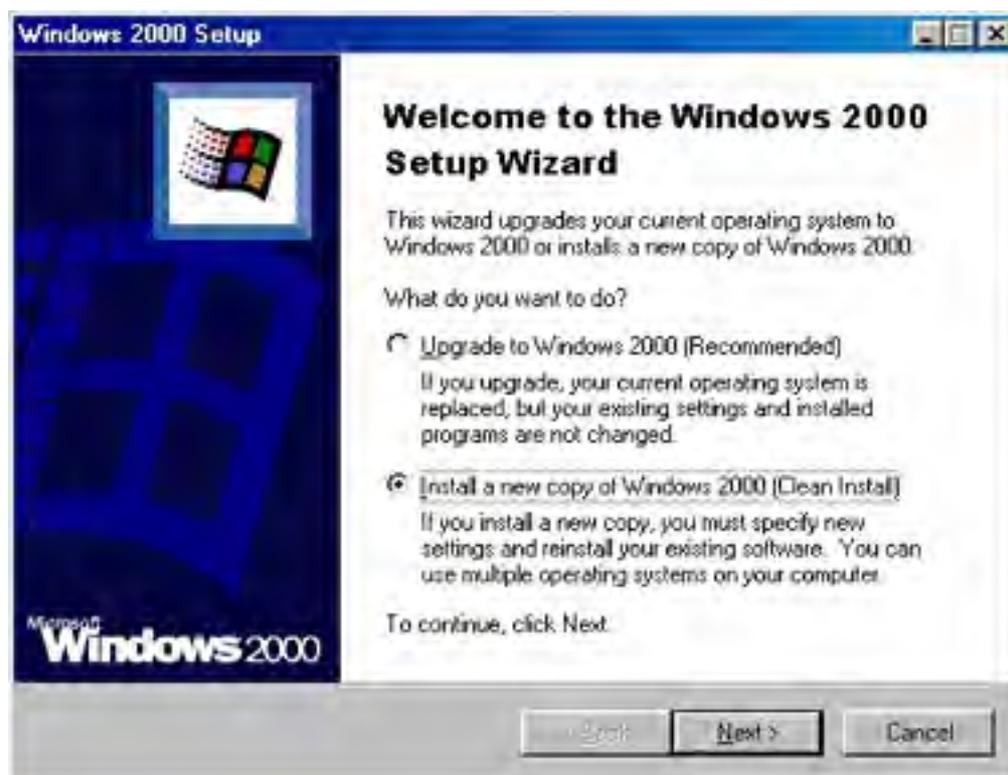 Windows 2000 Setup
Welcome to the Windows 2000
Setup Wizard
This wizard upgrades your current operating system to
Windows 2000 or installs a new copy of Windows 2000.
What do you want to do?
Upgrade to Windows 2000 (Recommended)
If you upgrade, your current operating system is
replaced, but your existing settings and installed
programs are not changed.
Install a new copy of Windows 2000 (Clean Install)
If you install a new copy, you must specify new
settings and reinstall your existing software. You can
use multiple operating systems on your computer.
To continue, click Next.
Microsoft
Windows 2000
< Back
Next >
Cancel